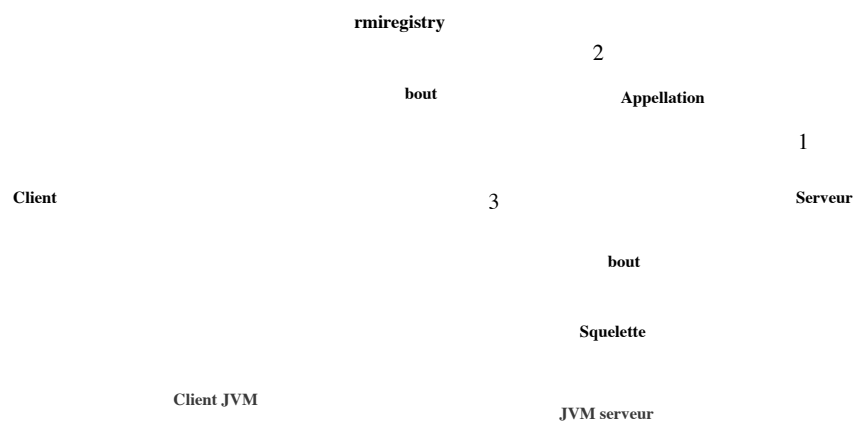 rmiregistry
2
bout
Appellation
1
Client
3
Serveur
bout
Squelette
Client JVM
JVM serveur